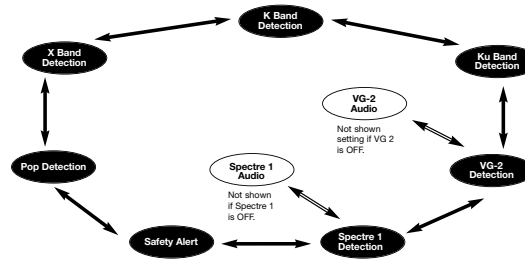 K Band
Detection
X Band
Detection
Ku Band
Detection
VG-2
Audio
Not shown
setting if VG 2
is OFF.
Pop Detection
Spectre 1
Audio
Not shown
if Spectre 1
is OFF.
VG-2
Detection
Safety Alert
Spectre 1
Detection